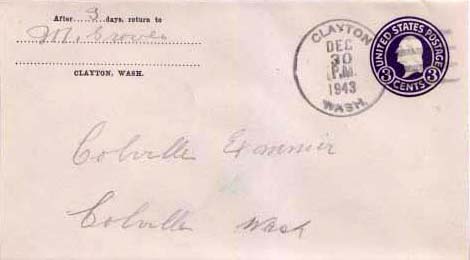 After 3 days, return to
M. Grower
CLAYTON, WASH.
CLAYTON
DEC
30
P.M.
1943
WASH.
UNITED STATES POSTAGE
3 CENTS 3
Colville Examiner
Colville Wash